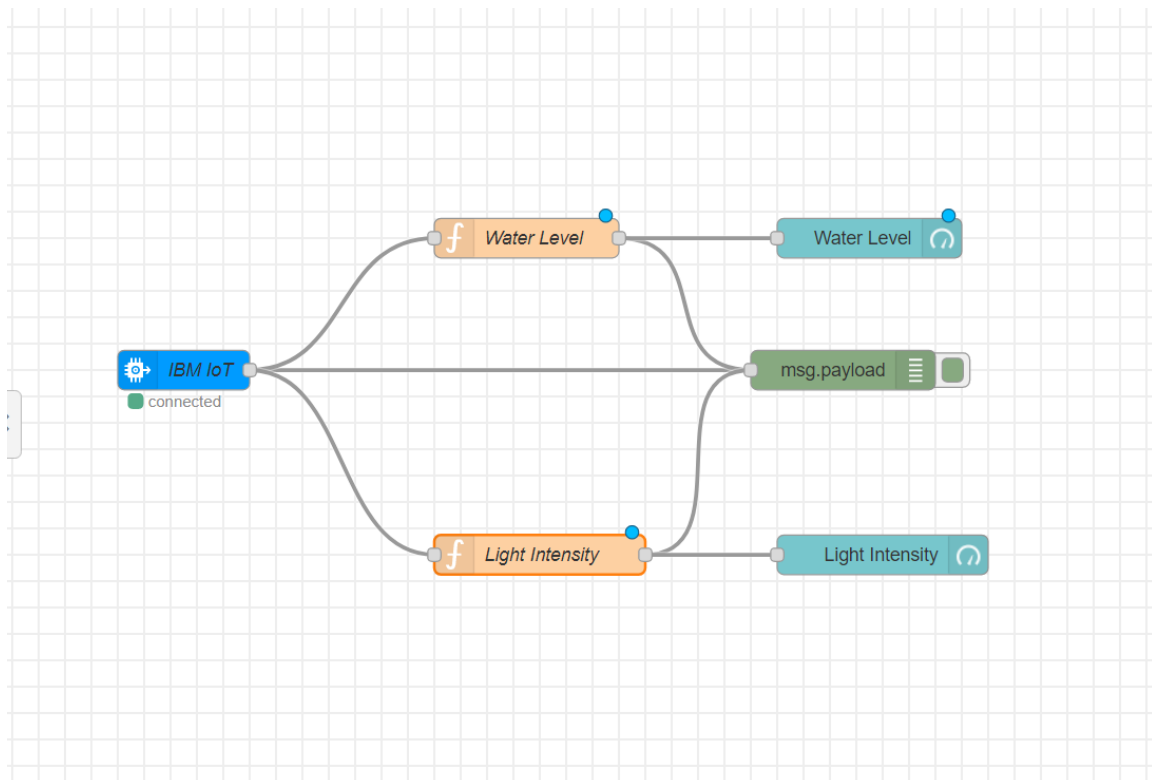 Water Level
Water Level
IBM IoT
msg.payload
connected
Light Intensity
Light Intensity